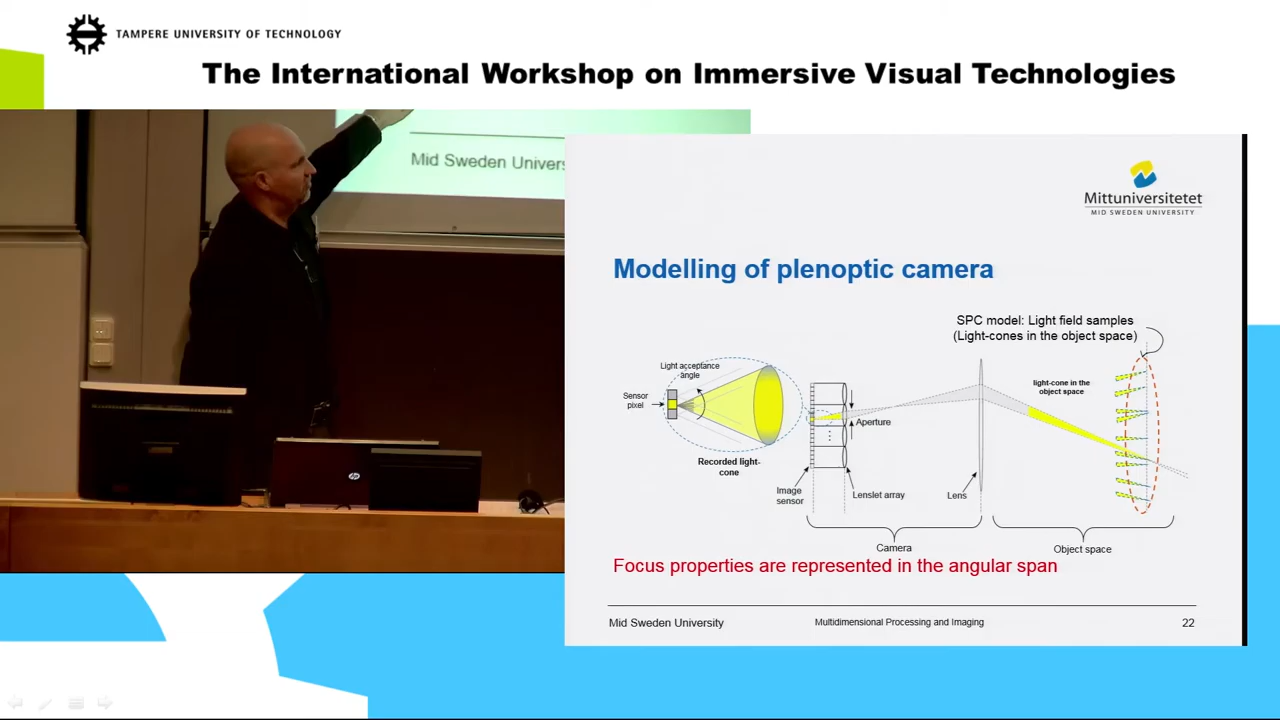 TAMPERE UNIVERSITY OF TECHNOLOGY
The International Workshop on Immersive Visual Technologies
Mid Sweden Univers
Mittuniversitetet
MID SWEDEN UNIVERSITY
Modelling of plenoptic camera
SPC model: Light field samples
(Light-cones in the object space)
Light acceptance
angle
light-cone in the
object space
Sensor
pixel
Aperture
Recorded light-
cone
Image
sensor
Lenslet array
Lens
Camera
Object space
Focus properties are represented in the angular span
Mid Sweden University
Multidimensional Processing and Imaging
22
hp